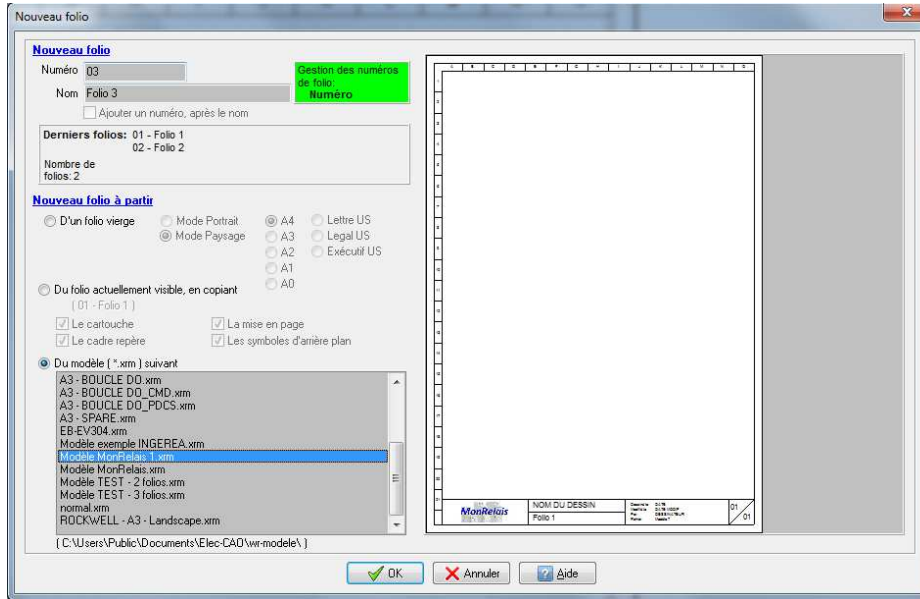 Nouveau folio
Nouveau folio
Numéro 03
Nom Folio 3
Gestion des numéros
de folio:
Numéro
Ajouter un numéro, après le nom
Derniers folios: 01 - Folio 1
02 - Folio 2
Nombre de
folios: 2
Nouveau folio à partir
D'un folio vierge
Mode Portrait
Mode Paysage
A4
A3
A2
A1
A0
Lettre US
Legal US
Exécutif US
Du folio actuellement visible, en copiant
( 01 - Folio 1 )
Le cartouche
La mise en page
Le cadre repère
Les symboles d'arrière plan
Du modèle ( *.xrm ) suivant
A3 - BOUCLE DO.xrm
A3 - BOUCLE DO_CMD.xrm
A3 - BOUCLE DO_PDCS.xrm
A3 - SPARE.xrm
EB-EV304.xrm
Modèle exemple INGEREA.xrm
Modèle MonRelais 1.xrm
Modèle MonRelais.xrm
Modèle TEST - 2 folios.xrm
Modèle TEST - 3 folios.xrm
normal.xrm
ROCKWELL - A3 - Landscape.xrm
( C:\Users\Public\Documents\Elec-CAO\wr-modele\ )
MonRelais
NOM DU DESSIN
Folio 1
01
01
OK
Annuler
Aide